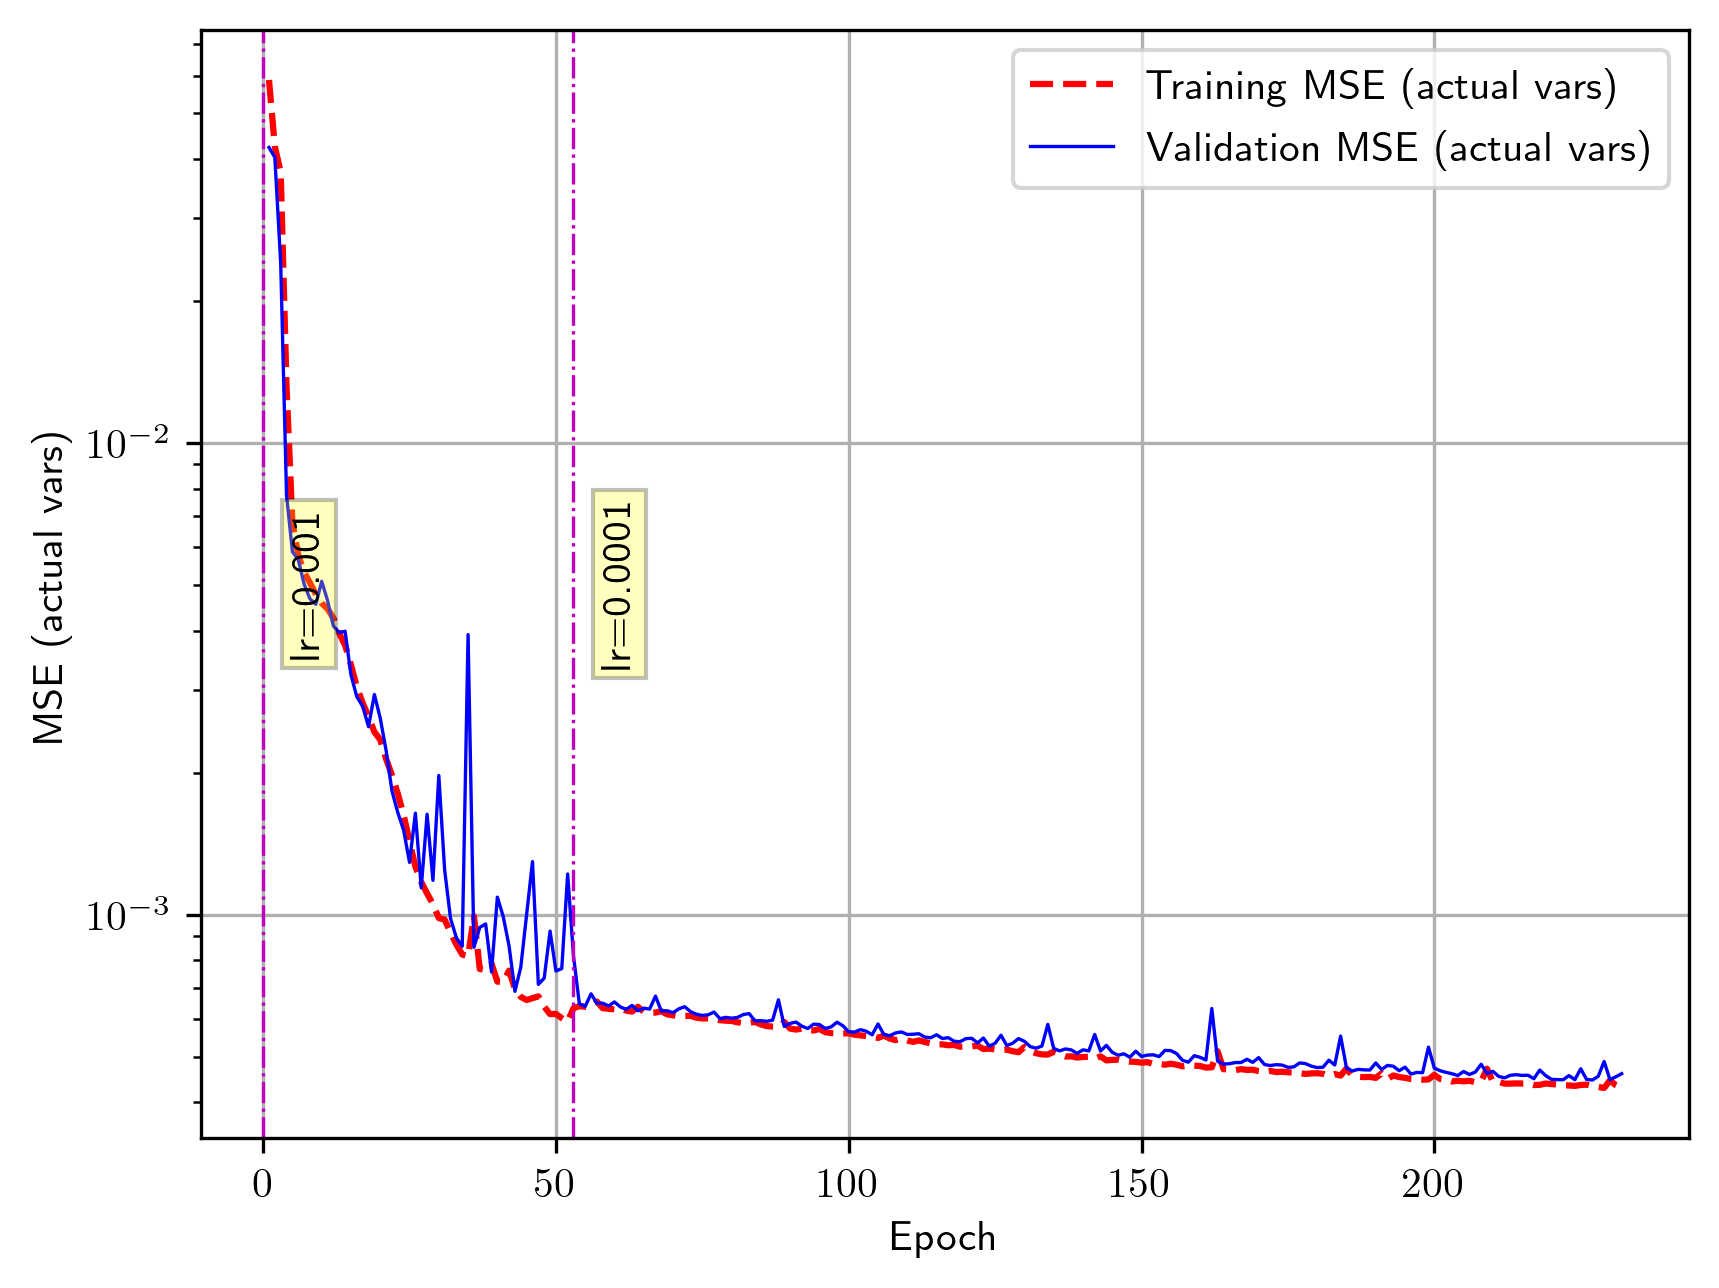 Training MSE (actual vars)
Validation MSE (actual vars)
MSE (actual vars)
10⁻²
10⁻³
lr=0.001
lr=0.0001
0 50 100 150 200
Epoch